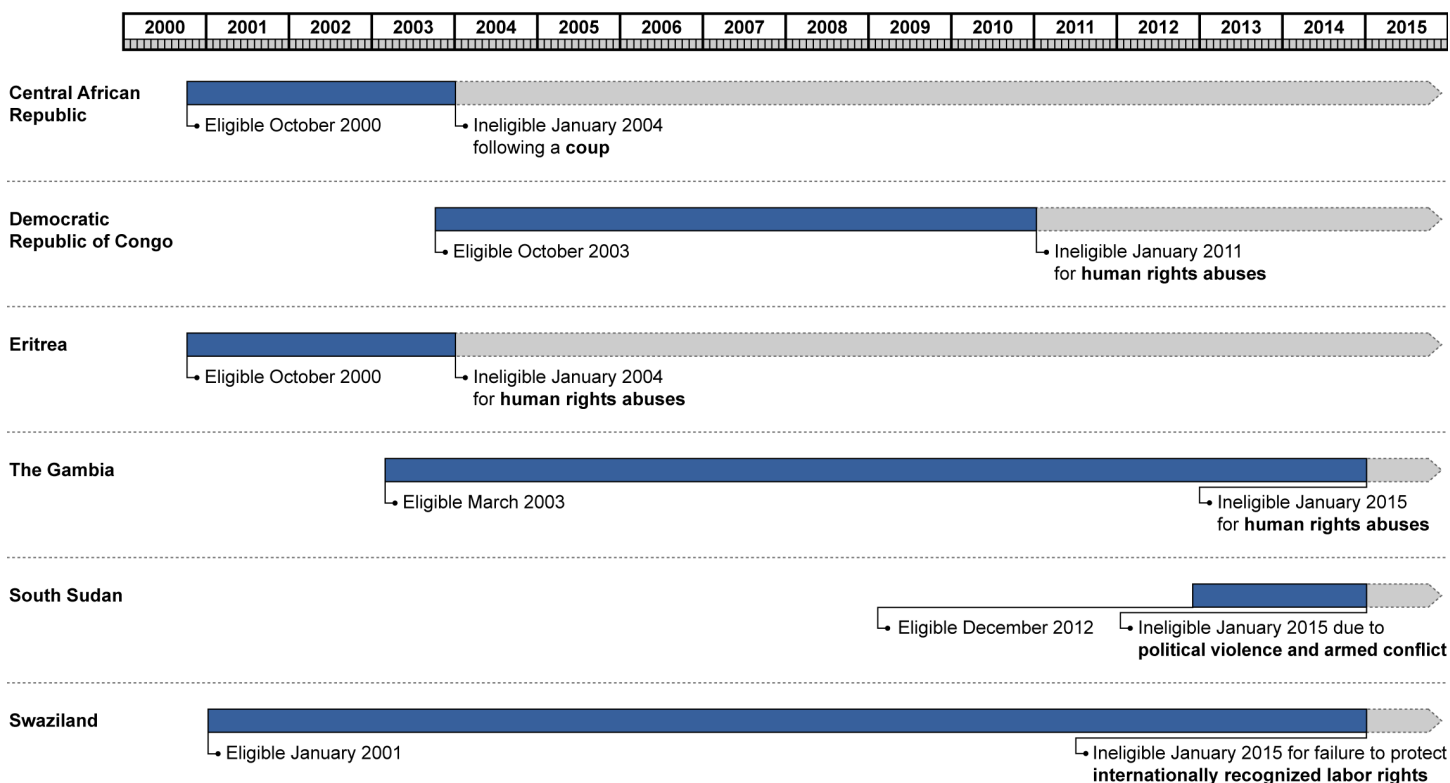 2000 2001 2002 2003 2004 2005 2006 2007 2008 2009 2010 2011 2012 2013 2014 2015
Central African
Republic
Eligible October 2000
Ineligible January 2004
following a coup
Democratic
Republic of Congo
Eligible October 2003
Ineligible January 2011
for human rights abuses
Eritrea
Eligible October 2000
Ineligible January 2004
for human rights abuses
The Gambia
Eligible March 2003
Ineligible January 2015
for human rights abuses
South Sudan
Eligible December 2012
Ineligible January 2015 due to
political violence and armed conflict
Swaziland
Eligible January 2001
Ineligible January 2015 for failure to protect
internationally recognized labor rights